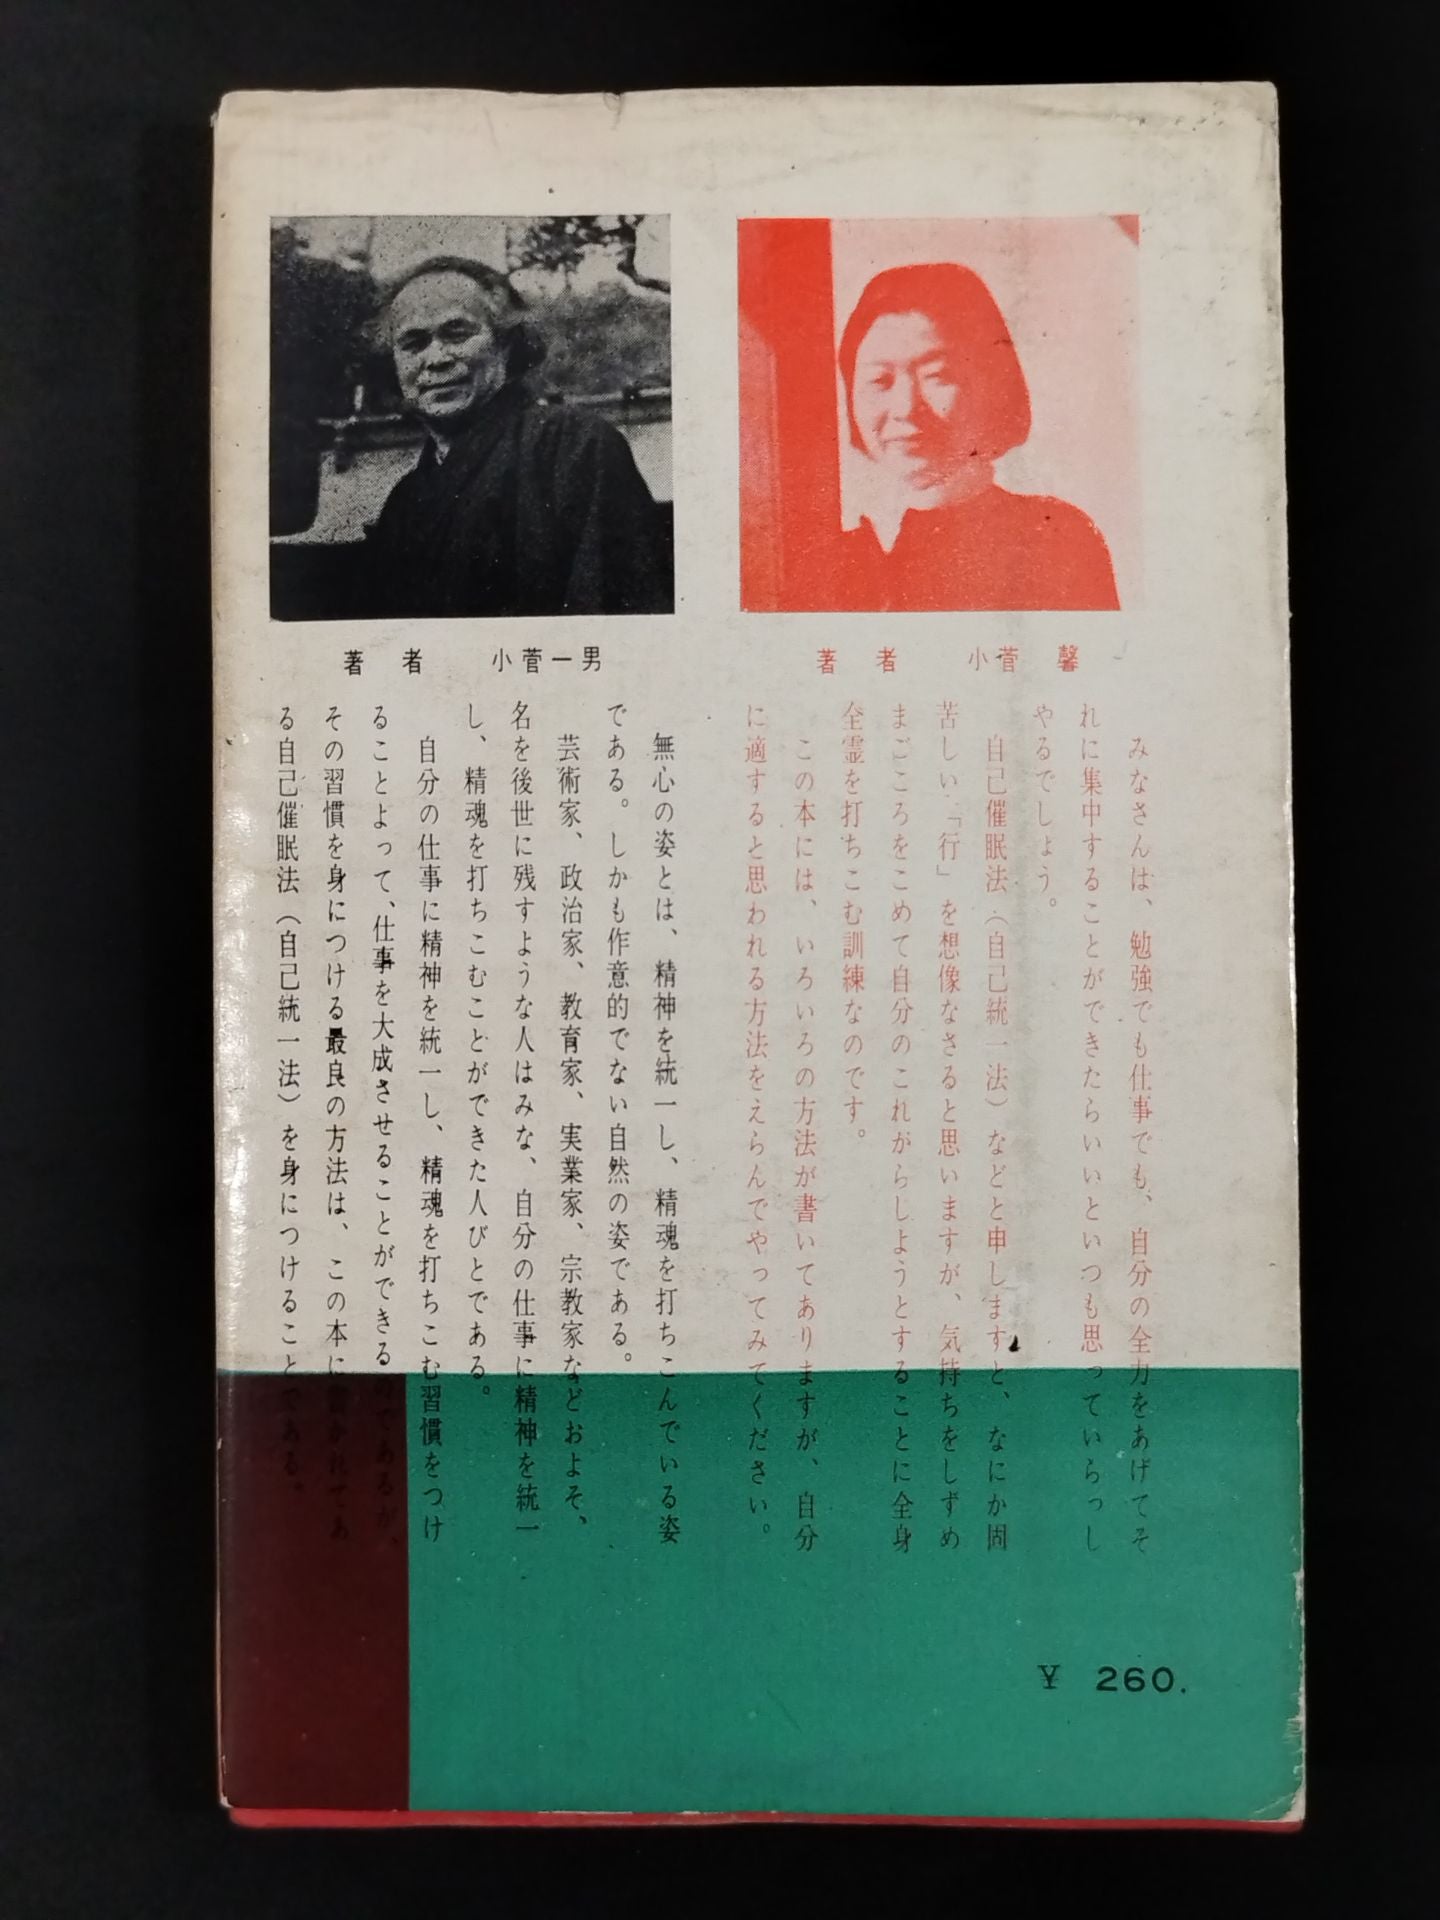 著者 小菅 馨
みなさんは、勉強でも仕事でも、自分の全力をあげてそ
れに集中することができたらいいといつも思っていらっし
やるでしょう。
自己催眠法（自己統一法）などと申しますと、なにか固
苦しい「行」を想像なさると思いますが、気持ちをしずめ
まごころをこめて自分のこれがらしようとすることに全身
全霊を打ちこむ訓練なのです。
この本には、いろいろの方法が書いてありますが、自分
に適すると思われる方法をえらんでやってみてください。
著者 小菅一男
無心の姿とは、精神を統一し、精魂を打ちこんでいる姿
である。しかも作意的でない自然の姿である。
芸術家、政治家、教育家、実業家、宗教家などおよそ、
名を後世に残すような人はみな、自分の仕事に精神を統一
し、精魂を打ちこむことができた人びとである。
自分の仕事に精神を統一し、精魂を打ちこむ習慣をつけ
ることよって、仕事を大成させることができるのであるが、
その習慣を身につける最良の方法は、この本に書かれてあ
る自己催眠法（自己統一法）を身につけることである。
¥ 260.